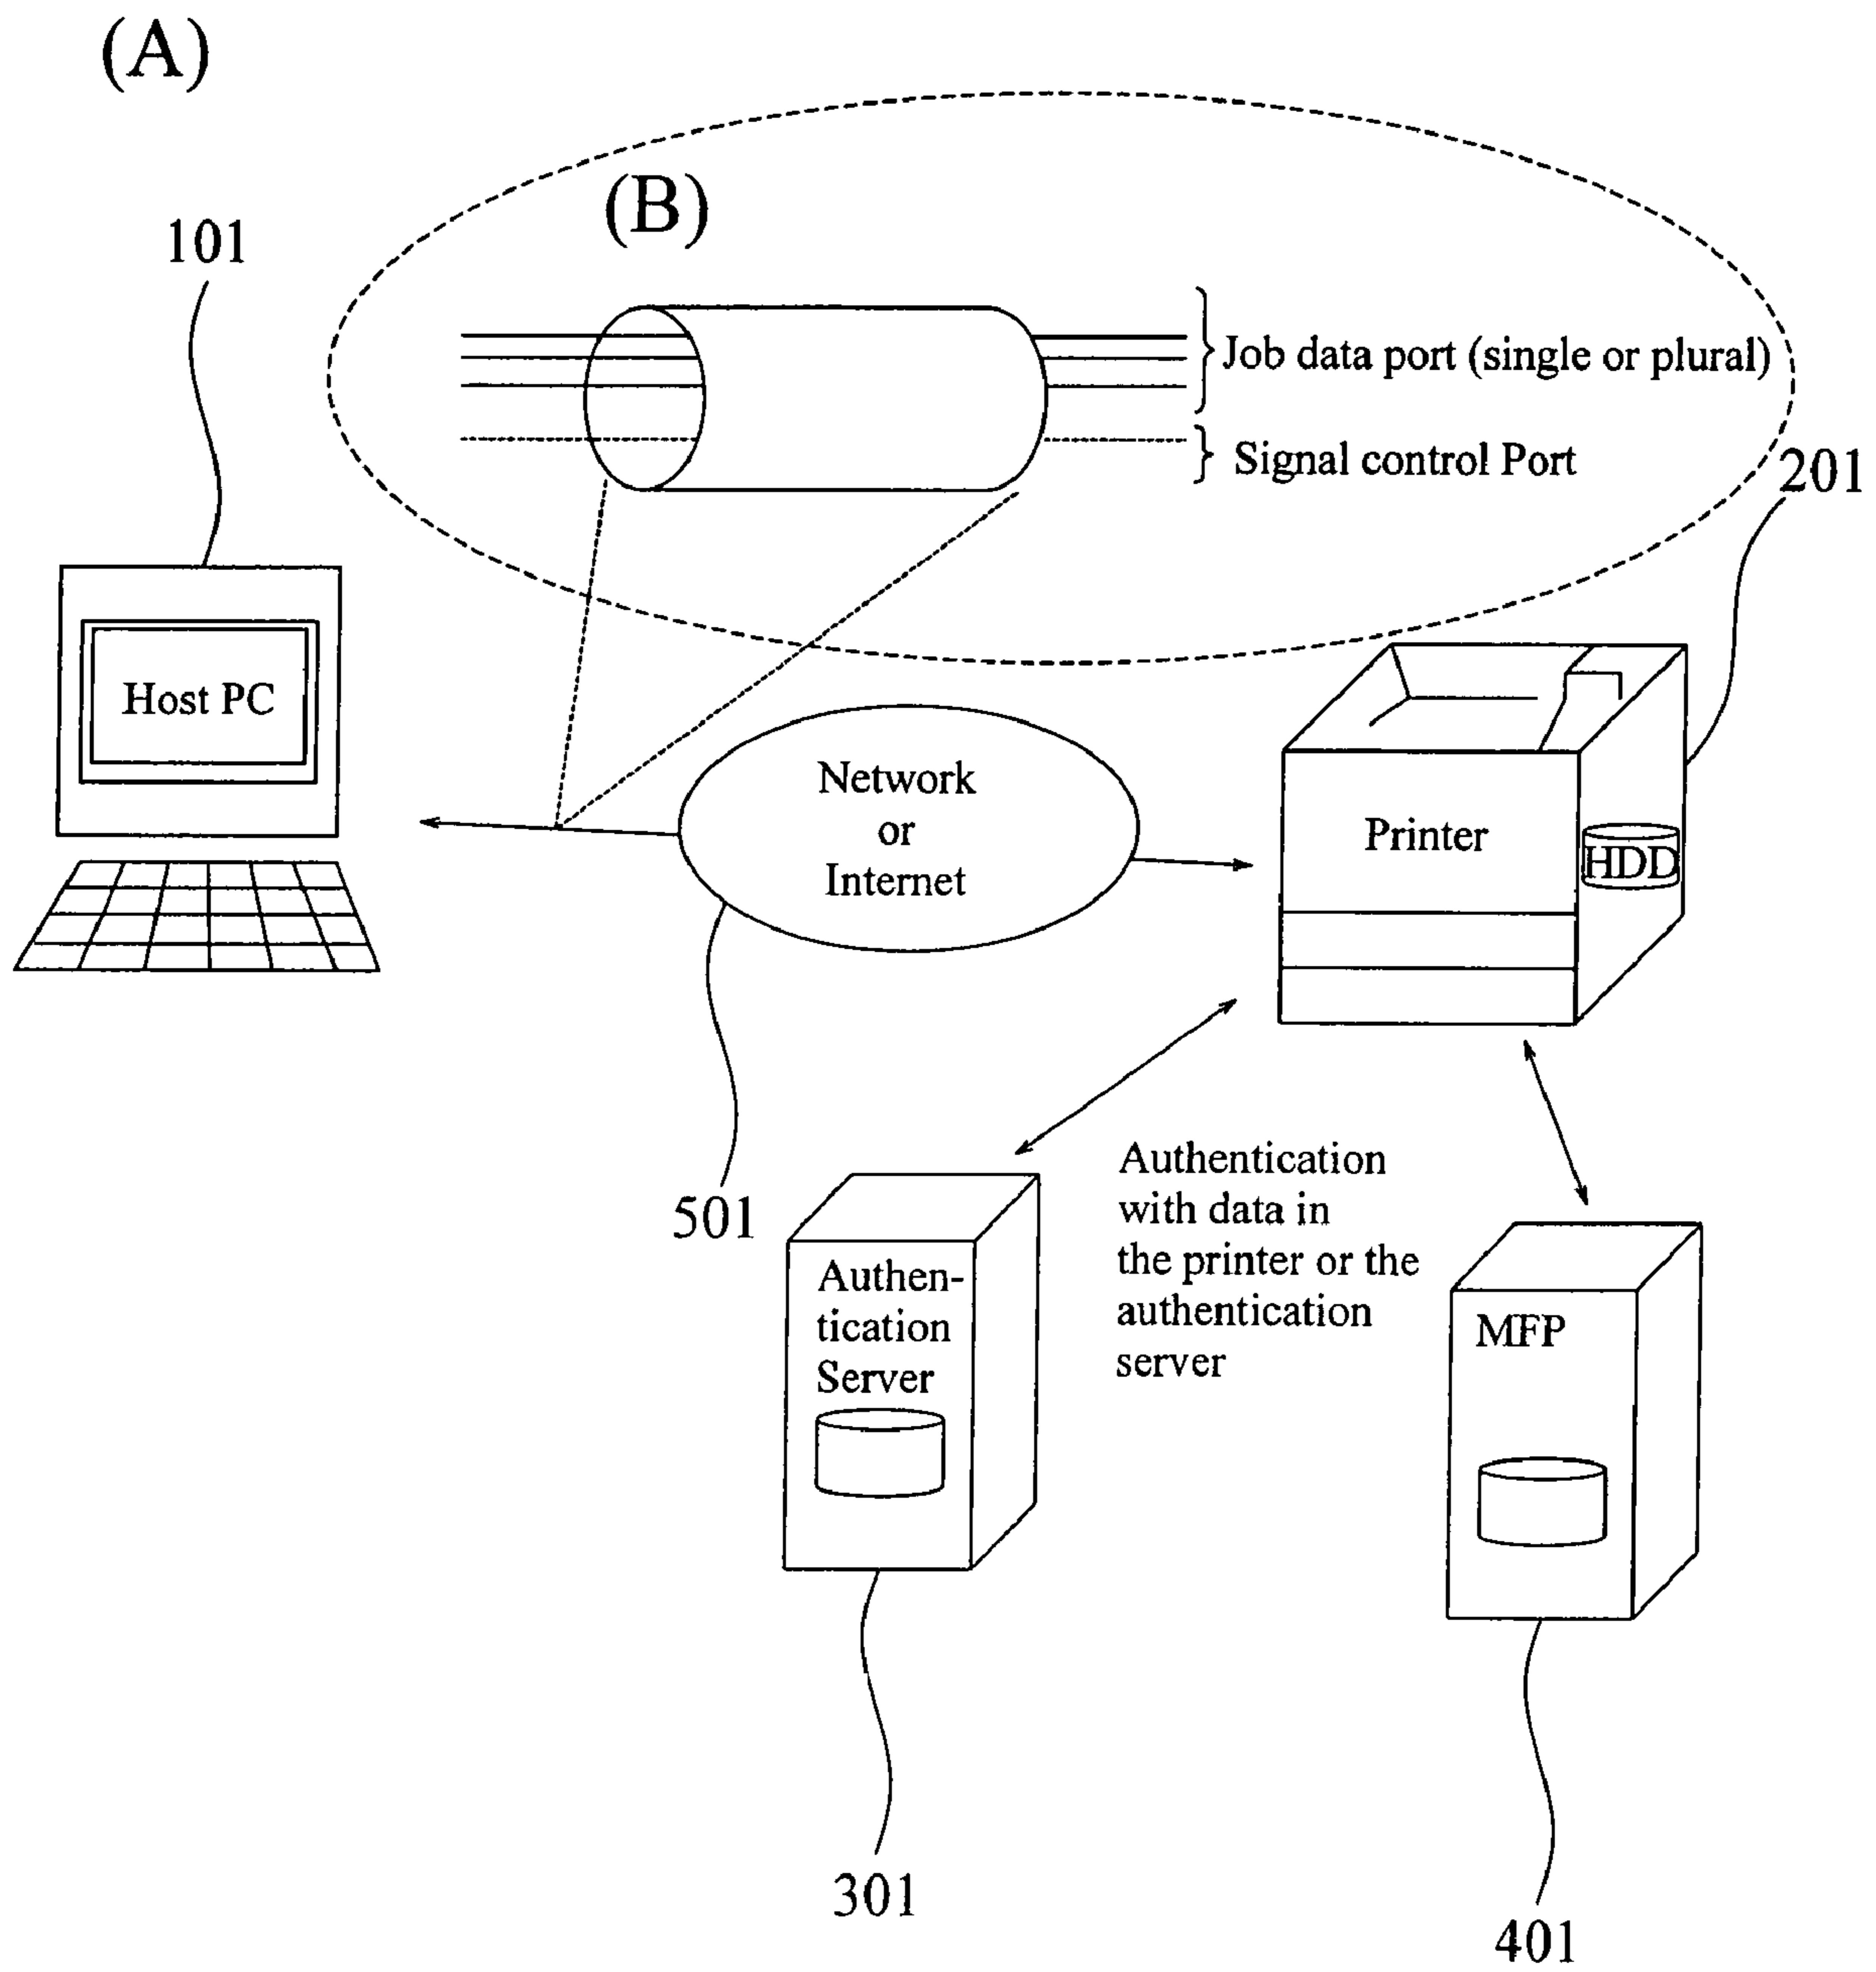 (A)
(B)
101
Job data port (single or plural)
Signal control Port
201
Host PC
Network
or
Internet
Printer
HDD
501
Authentication
with data in
the printer or the
authentication
server
Authen-
tication
Server
MFP
301
401